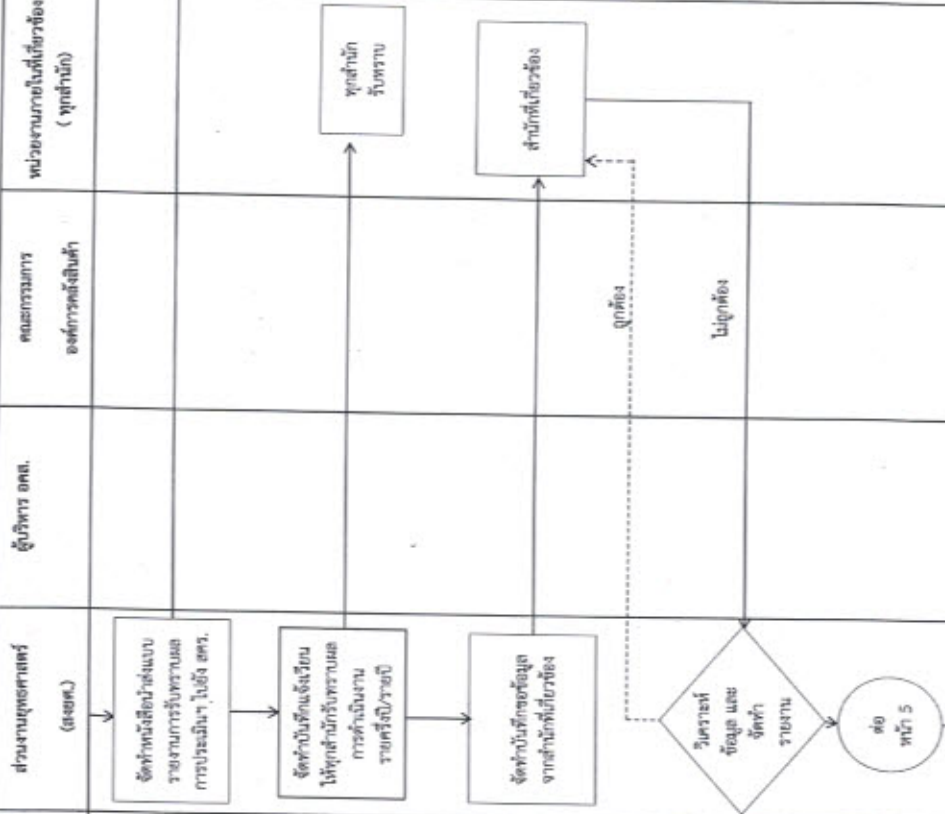 ส่วนงานยุทธศาสตร์
ผู้บริหาร อคส.
คณะกรรมการ
องค์การคลังสินค้า
หน่วยงานภายในที่เกี่ยวข้อง
( ทุกสำนัก)
จัดทำหนังสือนำส่งแบบ
รายงานการรับทราบผล
การประเมินฯ ไปยัง สคร.
จัดทำบันทึกแจ้งเวียน
ให้ทุกสำนักรับทราบผล
การดำเนินงาน
รายครึ่งปี/รายปี
ทุกสำนัก
รับทราบ
จัดทำบันทึกขอข้อมูล
จากสำนักที่เกี่ยวข้อง
สำนักที่เกี่ยวข้อง
ถูกต้อง
ไม่ถูกต้อง
วิเคราะห์
ข้อมูล และ
จัดทำ
รายงาน
ต่อ
หน้า 5